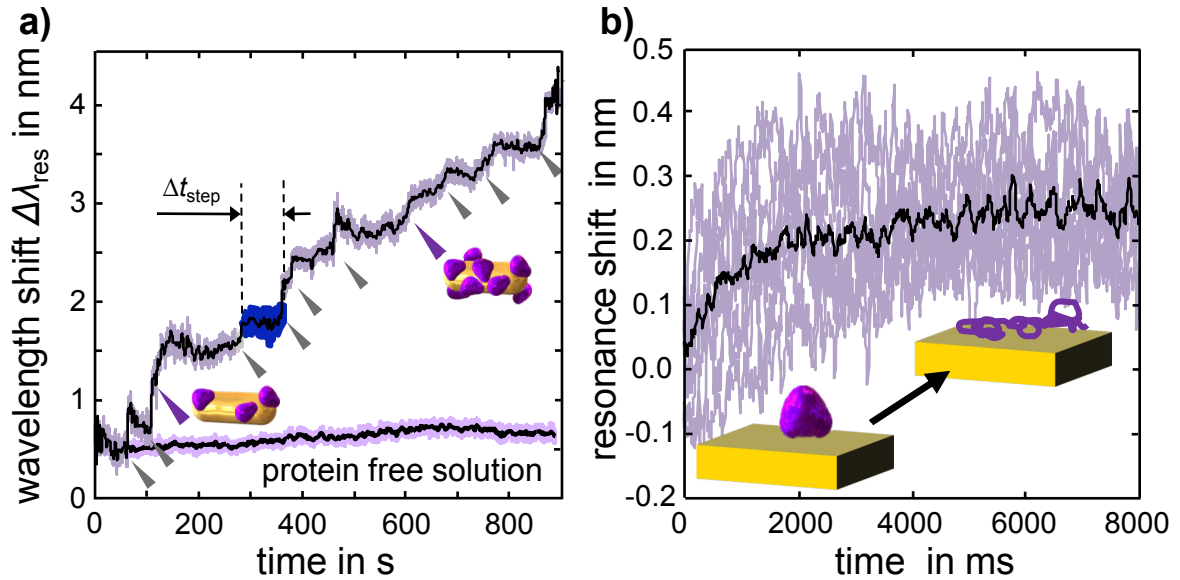 a)
wavelength shift Δλres in nm
4
3
2
1
0
Δtstep
protein free solution
0 200 400 600 800
time in s
b)
resonance shift in nm
0.5
0.4
0.3
0.2
0.1
0.0
-0.1
-0.2
0 2000 4000 6000 8000
time in ms